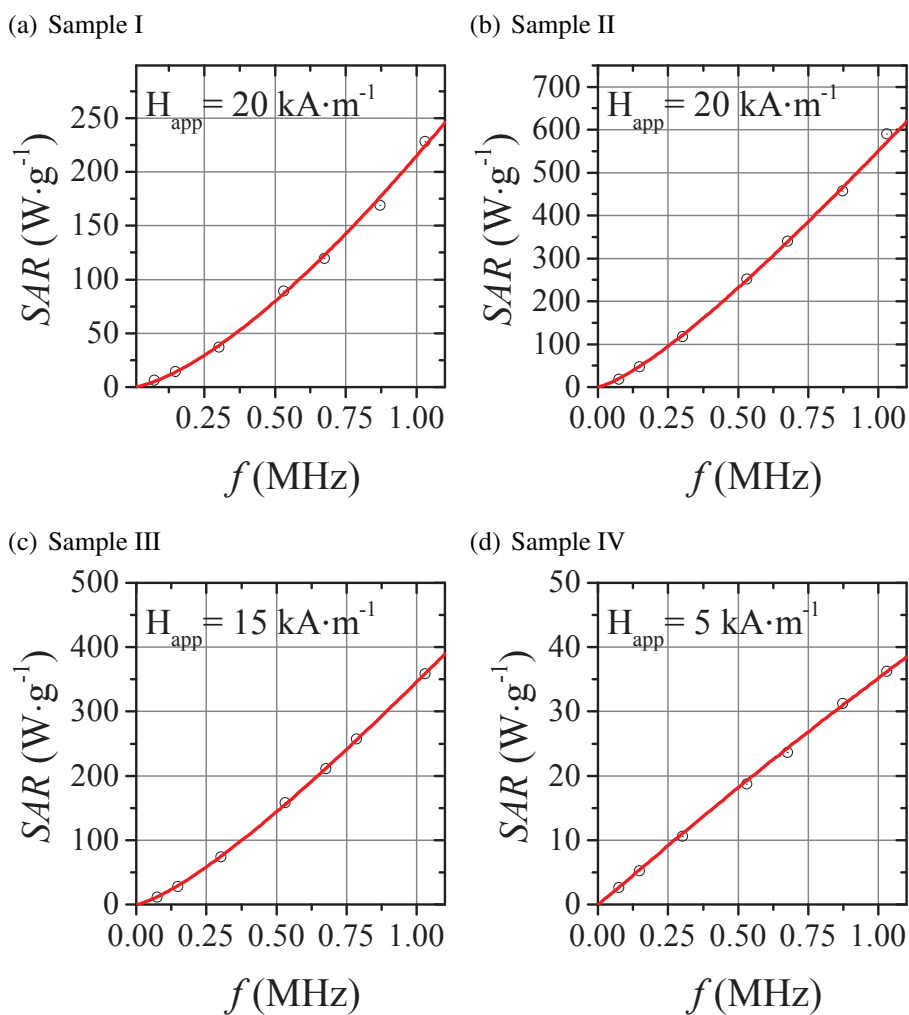 (a) Sample I
H_app = 20 kA·m⁻¹
SAR (W·g⁻¹)
250
200
150
100
50
0
0.25 0.50 0.75 1.00
f (MHz)
(b) Sample II
H_app = 20 kA·m⁻¹
SAR (W·g⁻¹)
700
600
500
400
300
200
100
0
0.00 0.25 0.50 0.75 1.00
f (MHz)
(c) Sample III
H_app = 15 kA·m⁻¹
SAR (W·g⁻¹)
500
400
300
200
100
0
0.00 0.25 0.50 0.75 1.00
f (MHz)
(d) Sample IV
H_app = 5 kA·m⁻¹
SAR (W·g⁻¹)
50
40
30
20
10
0
0.00 0.25 0.50 0.75 1.00
f (MHz)